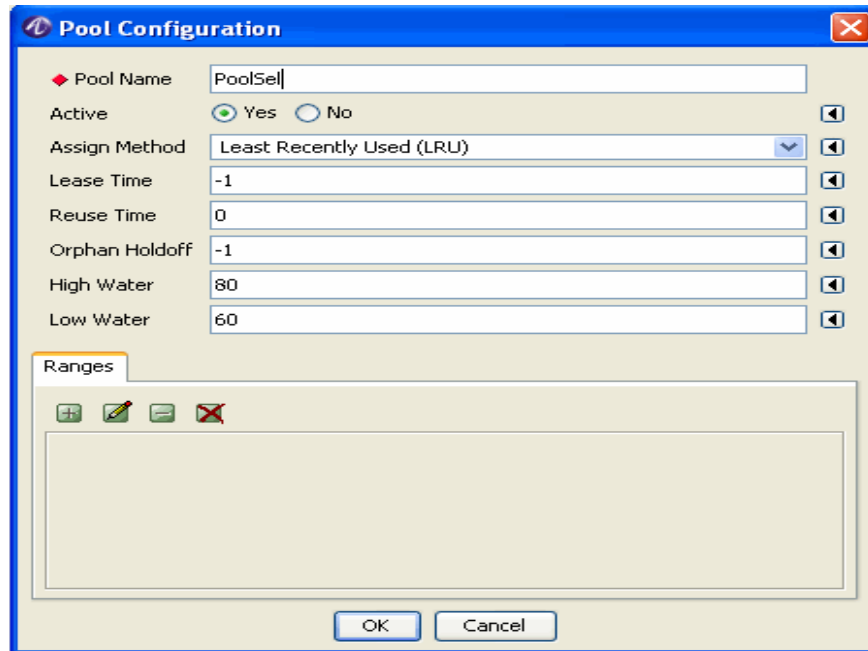 Pool Configuration
Pool Name PoolSel
Active Yes No
Assign Method Least Recently Used (LRU)
Lease Time -1
Reuse Time 0
Orphan Holdoff -1
High Water 80
Low Water 60
Ranges
OK Cancel